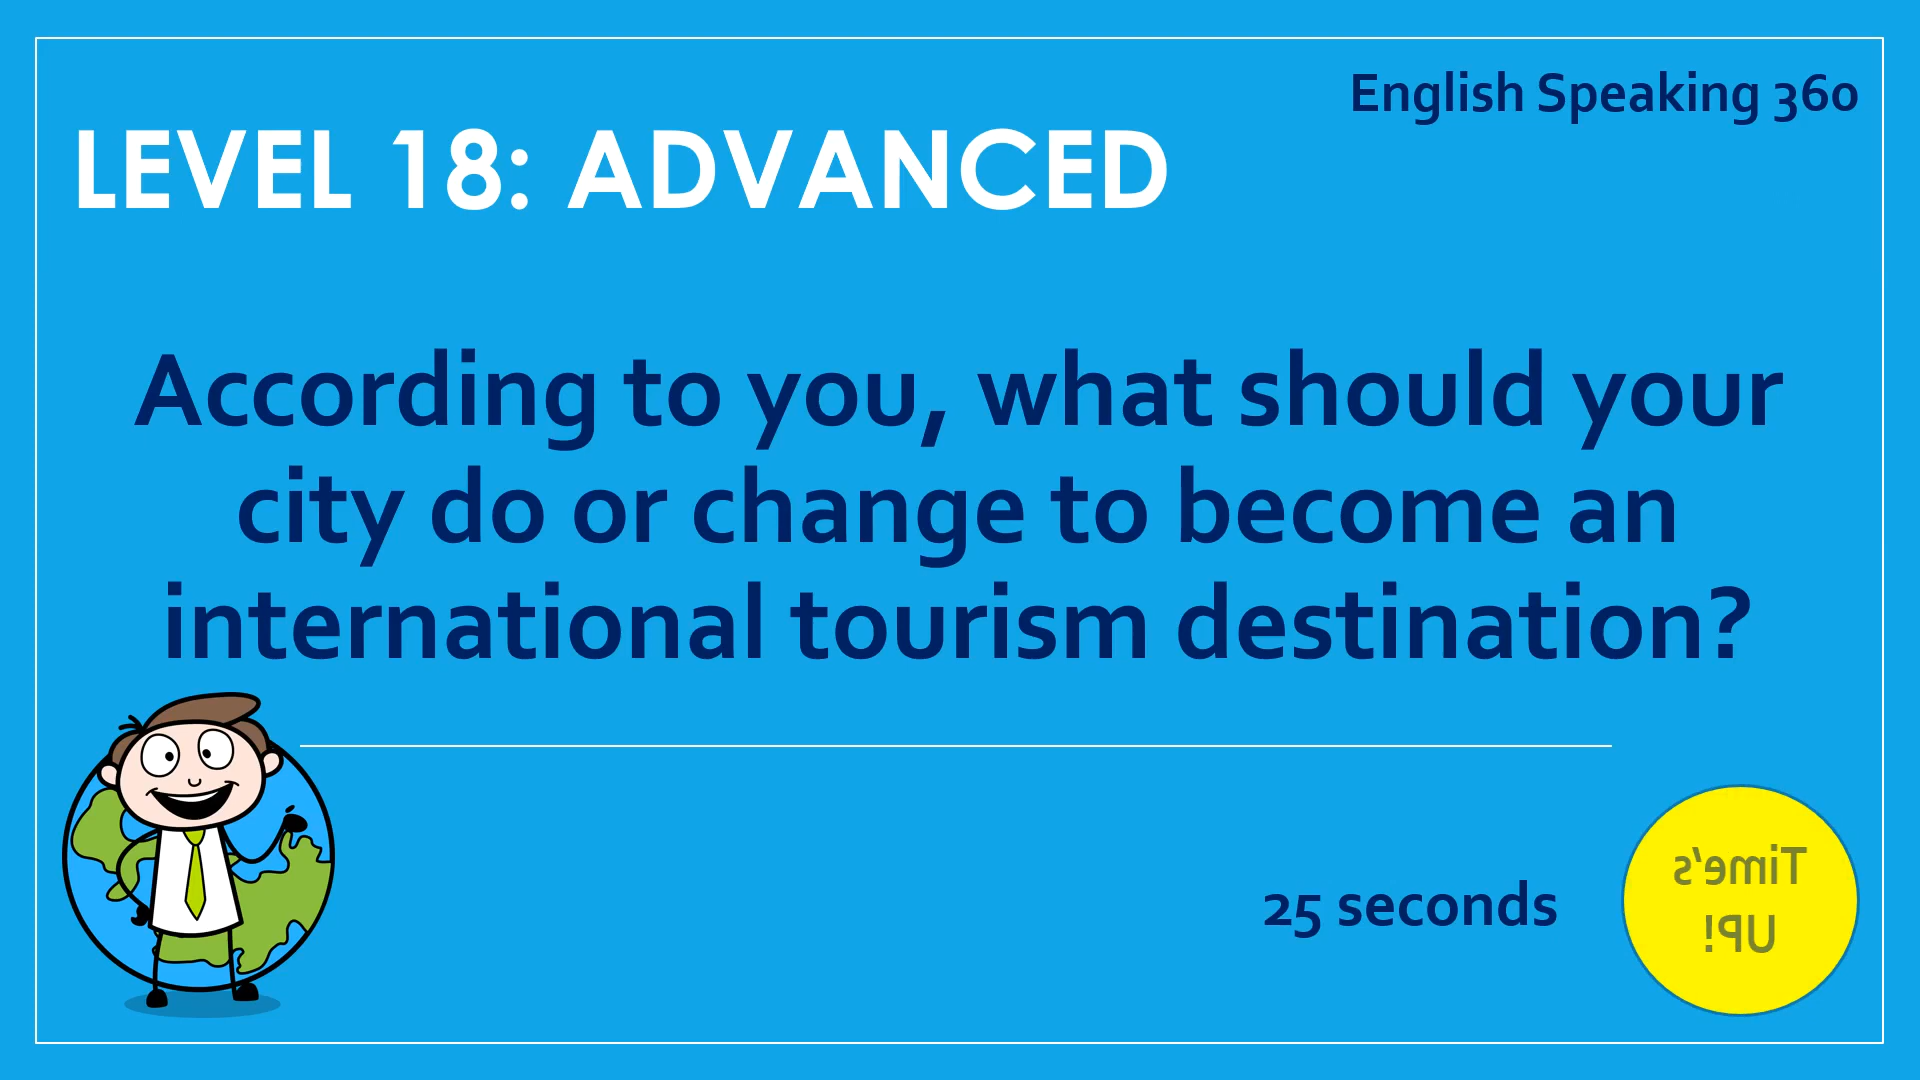 English Speaking 360
LEVEL 18: ADVANCED
According to you, what should your
city do or change to become an
international tourism destination?
25 seconds
Time's
UP!